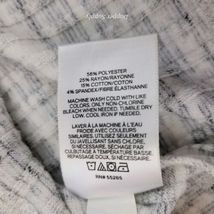 56% POLYESTER
25% RAYON/RAYONNE
15% COTTON/COTON
4% SPANDEX/FIBRE ÉLASTHANNE
MACHINE WASH COLD WITH LIKE
COLORS, ONLY NON-CHLORINE
BLEACH WHEN NEEDED, TUMBLE DRY
LOW, COOL IRON IF NEEDED.
LAVER À LA MACHINE EAU FROIDE
AVEC COULEURS SIMILAIRES,
UTILISEZ SEULEMENT
DU JAVELLISANT SANS CHLORE,
SI NÉCESSAIRE. SÉCHAGE PAR
CULBUTAGE À TEMPÉRATURE BASSE,
REPASSAGE DOUX, SI NÉCESSAIRE.
RN# 55285